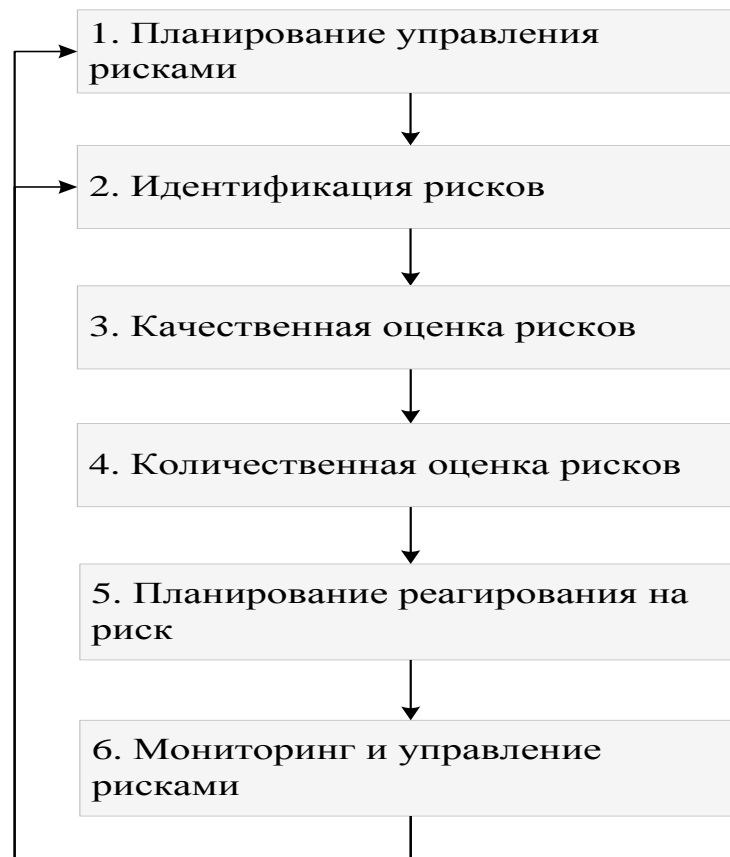 1. Планирование управления
рисками
2. Идентификация рисков
3. Качественная оценка рисков
4. Количественная оценка рисков
5. Планирование реагирования на
риск
6. Мониторинг и управление
рисками